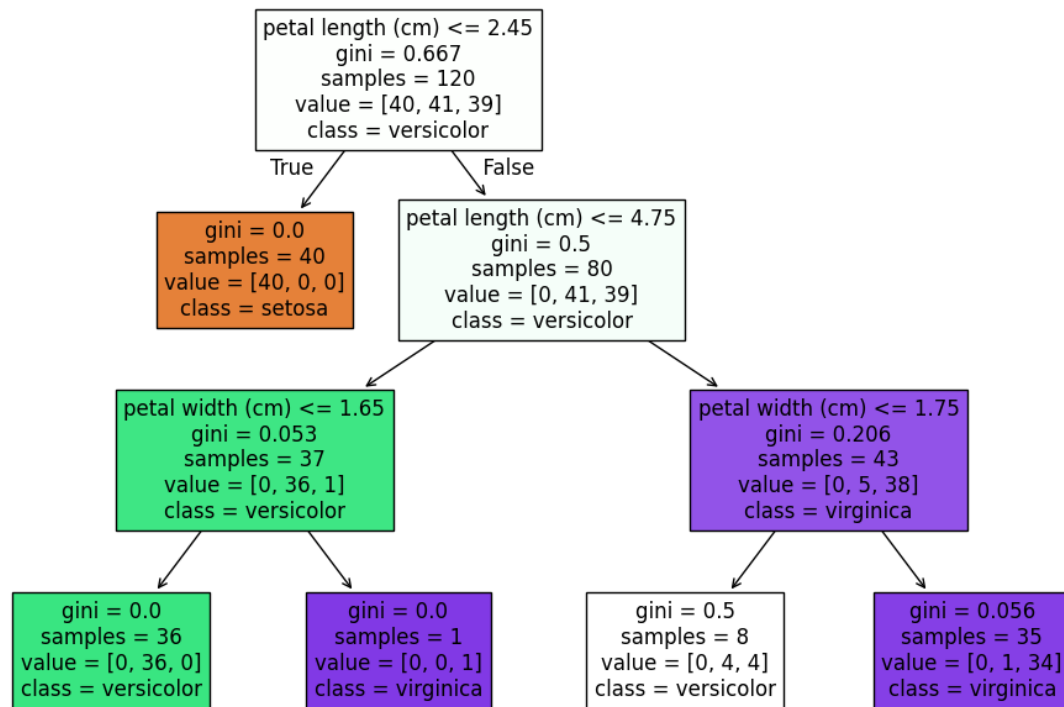 petal length (cm) <= 2.45
gini = 0.667
samples = 120
value = [40, 41, 39]
class = versicolor
True
False
gini = 0.0
samples = 40
value = [40, 0, 0]
class = setosa
petal length (cm) <= 4.75
gini = 0.5
samples = 80
value = [0, 41, 39]
class = versicolor
petal width (cm) <= 1.65
gini = 0.053
samples = 37
value = [0, 36, 1]
class = versicolor
petal width (cm) <= 1.75
gini = 0.206
samples = 43
value = [0, 5, 38]
class = virginica
gini = 0.0
samples = 36
value = [0, 36, 0]
class = versicolor
gini = 0.0
samples = 1
value = [0, 0, 1]
class = virginica
gini = 0.5
samples = 8
value = [0, 4, 4]
class = versicolor
gini = 0.056
samples = 35
value = [0, 1, 34]
class = virginica